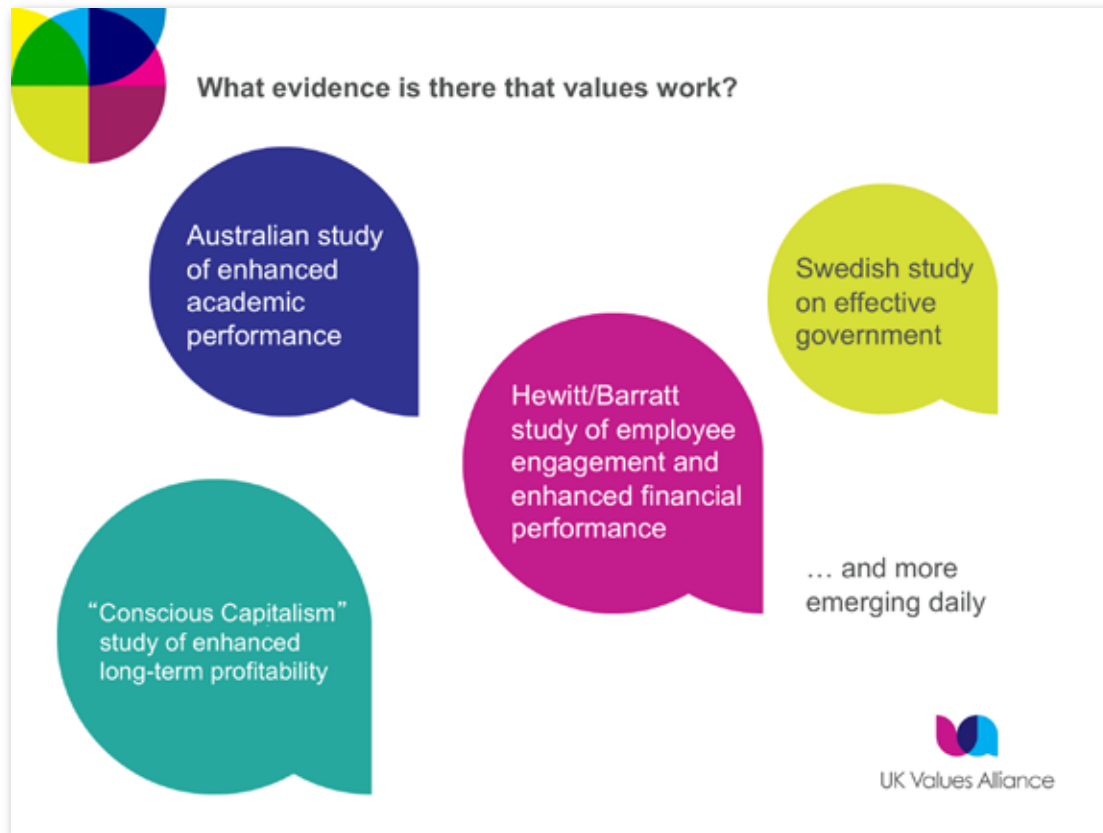 What evidence is there that values work?
Australian study
of enhanced
academic
performance
Swedish study
on effective
government
Hewitt/Barratt
study of employee
engagement and
enhanced financial
performance
“Conscious Capitalism”
study of enhanced
long-term profitability
… and more
emerging daily
UK Values Alliance